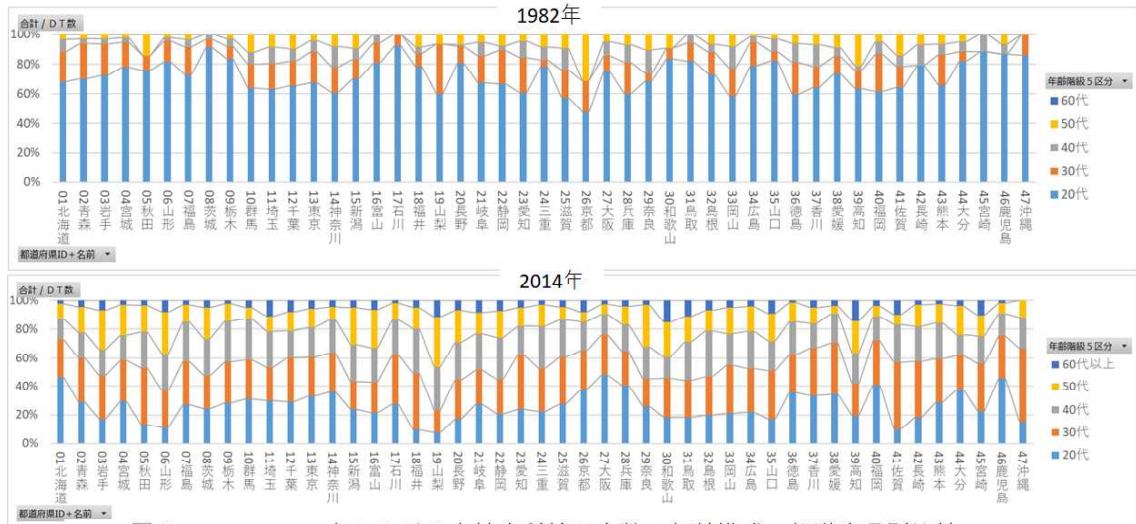 1982年
合計 / ＤＴ数
100%
80%
60%
40%
20%
0%
01北海道
02青森
03岩手
04宮城
05秋田
06山形
07福島
08茨城
09栃木
10群馬
11埼玉
12千葉
13東京
14神奈川
15新潟
16富山
17石川
18福井
19山梨
20長野
21岐阜
22静岡
23愛知
24三重
25滋賀
26京都
27大阪
28兵庫
29奈良
30和歌山
31鳥取
32島根
33岡山
34広島
35山口
36徳島
37香川
38愛媛
39高知
40福岡
41佐賀
42長崎
43熊本
44大分
45宮崎
46鹿児島
47沖縄
年齢階級５区分
60代
50代
40代
30代
20代
都道府県ID＋名前
2014年
合計 / ＤＴ数
100%
80%
60%
40%
20%
0%
01北海道
02青森
03岩手
04宮城
05秋田
06山形
07福島
08茨城
09栃木
10群馬
11埼玉
12千葉
13東京
14神奈川
15新潟
16富山
17石川
18福井
19山梨
20長野
21岐阜
22静岡
23愛知
24三重
25滋賀
26京都
27大阪
28兵庫
29奈良
30和歌山
31鳥取
32島根
33岡山
34広島
35山口
36徳島
37香川
38愛媛
39高知
40福岡
41佐賀
42長崎
43熊本
44大分
45宮崎
46鹿児島
47沖縄
年齢階級５区分
60代以上
50代
40代
30代
20代
都道府県ID＋名前